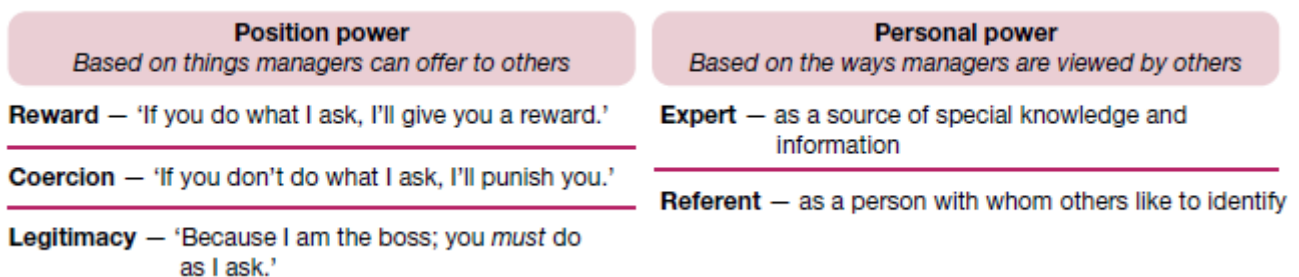 Position power
Based on things managers can offer to others
Reward — ‘If you do what I ask, I’ll give you a reward.’
Coercion — ‘If you don’t do what I ask, I’ll punish you.’
Legitimacy — ‘Because I am the boss; you must do
as I ask.’
Personal power
Based on the ways managers are viewed by others
Expert — as a source of special knowledge and
information
Referent — as a person with whom others like to identify